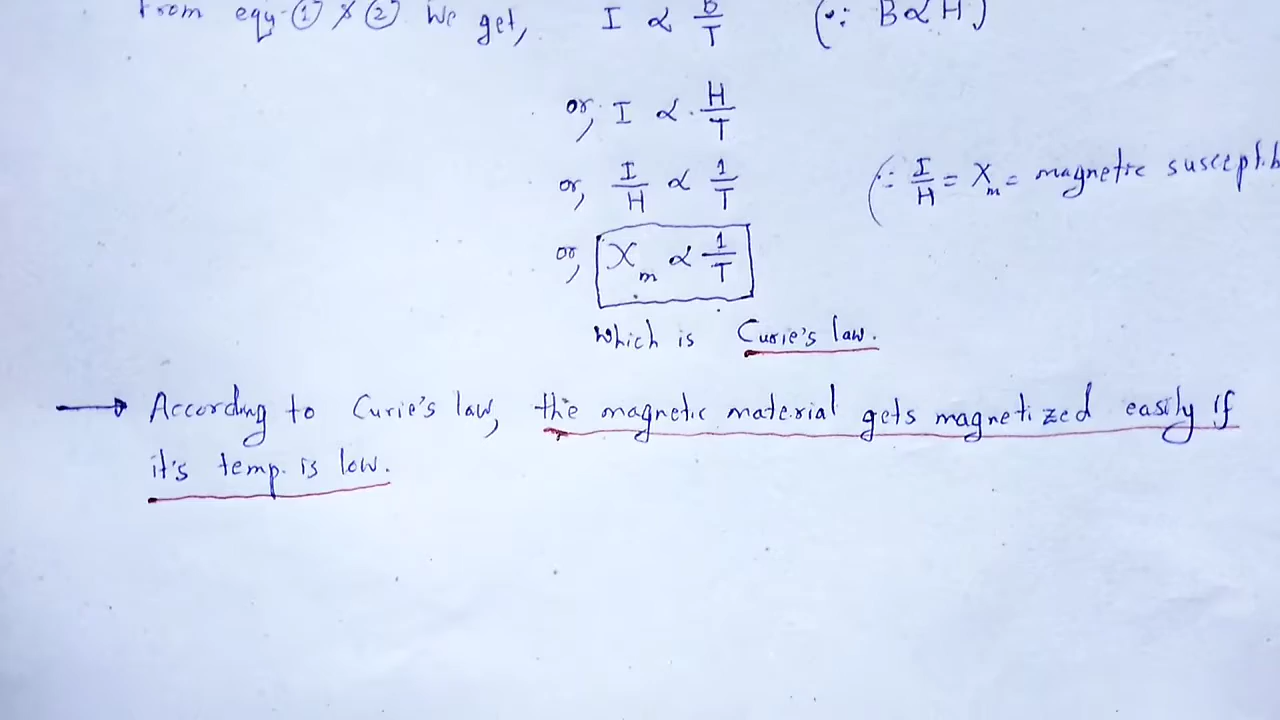 From eqn-① & ② we get, I ∝ B/T (∵ B∝H)
or, I ∝ H/T
or, I/H ∝ 1/T (∵ I/H = Xm = magnetic susceptib
or, Xm ∝ 1/T
which is Curie's law.
→ According to Curie's law, the magnetic material gets magnetized easily if
it's temp. is low.